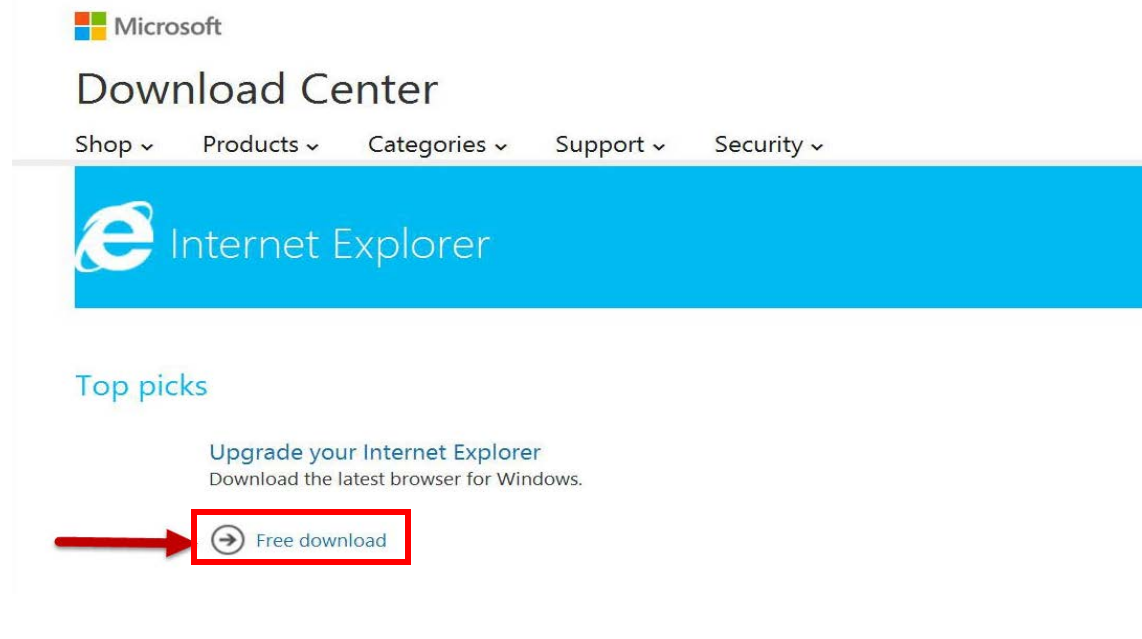 Microsoft
Download Center
Shop Products Categories Support Security
Internet Explorer
Top picks
Upgrade your Internet Explorer
Download the latest browser for Windows.
Free download